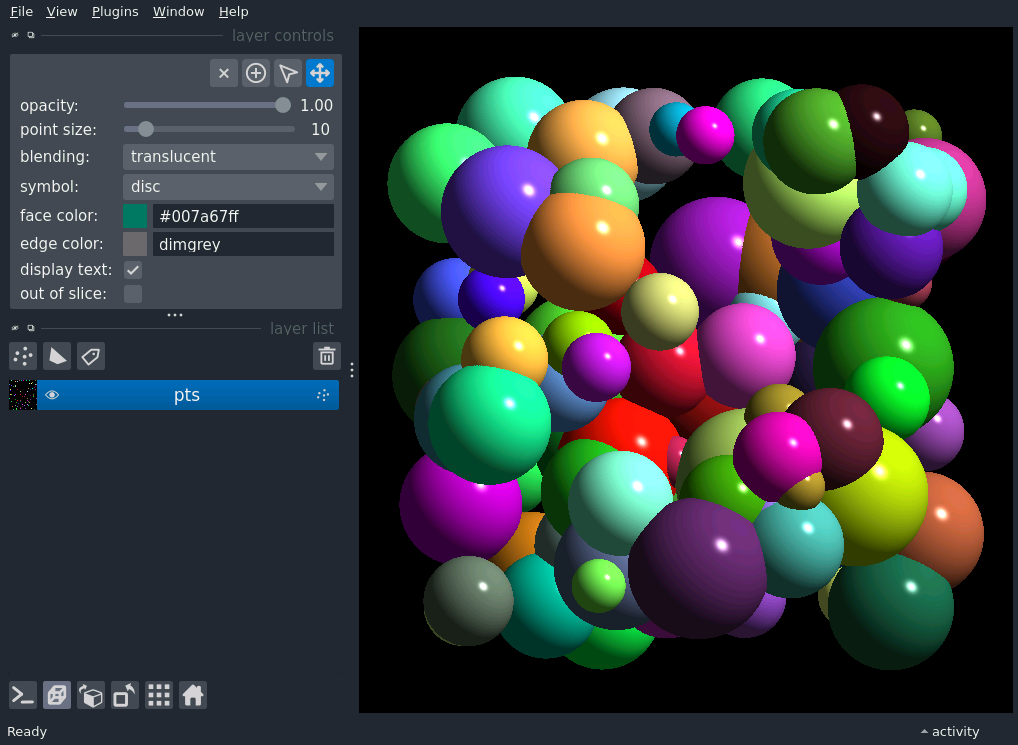 File View Plugins Window Help
layer controls
opacity: 1.00
point size: 10
blending: translucent
symbol: disc
face color: #007a67ff
edge color: dimgrey
display text:
out of slice:
layer list
pts
Ready activity